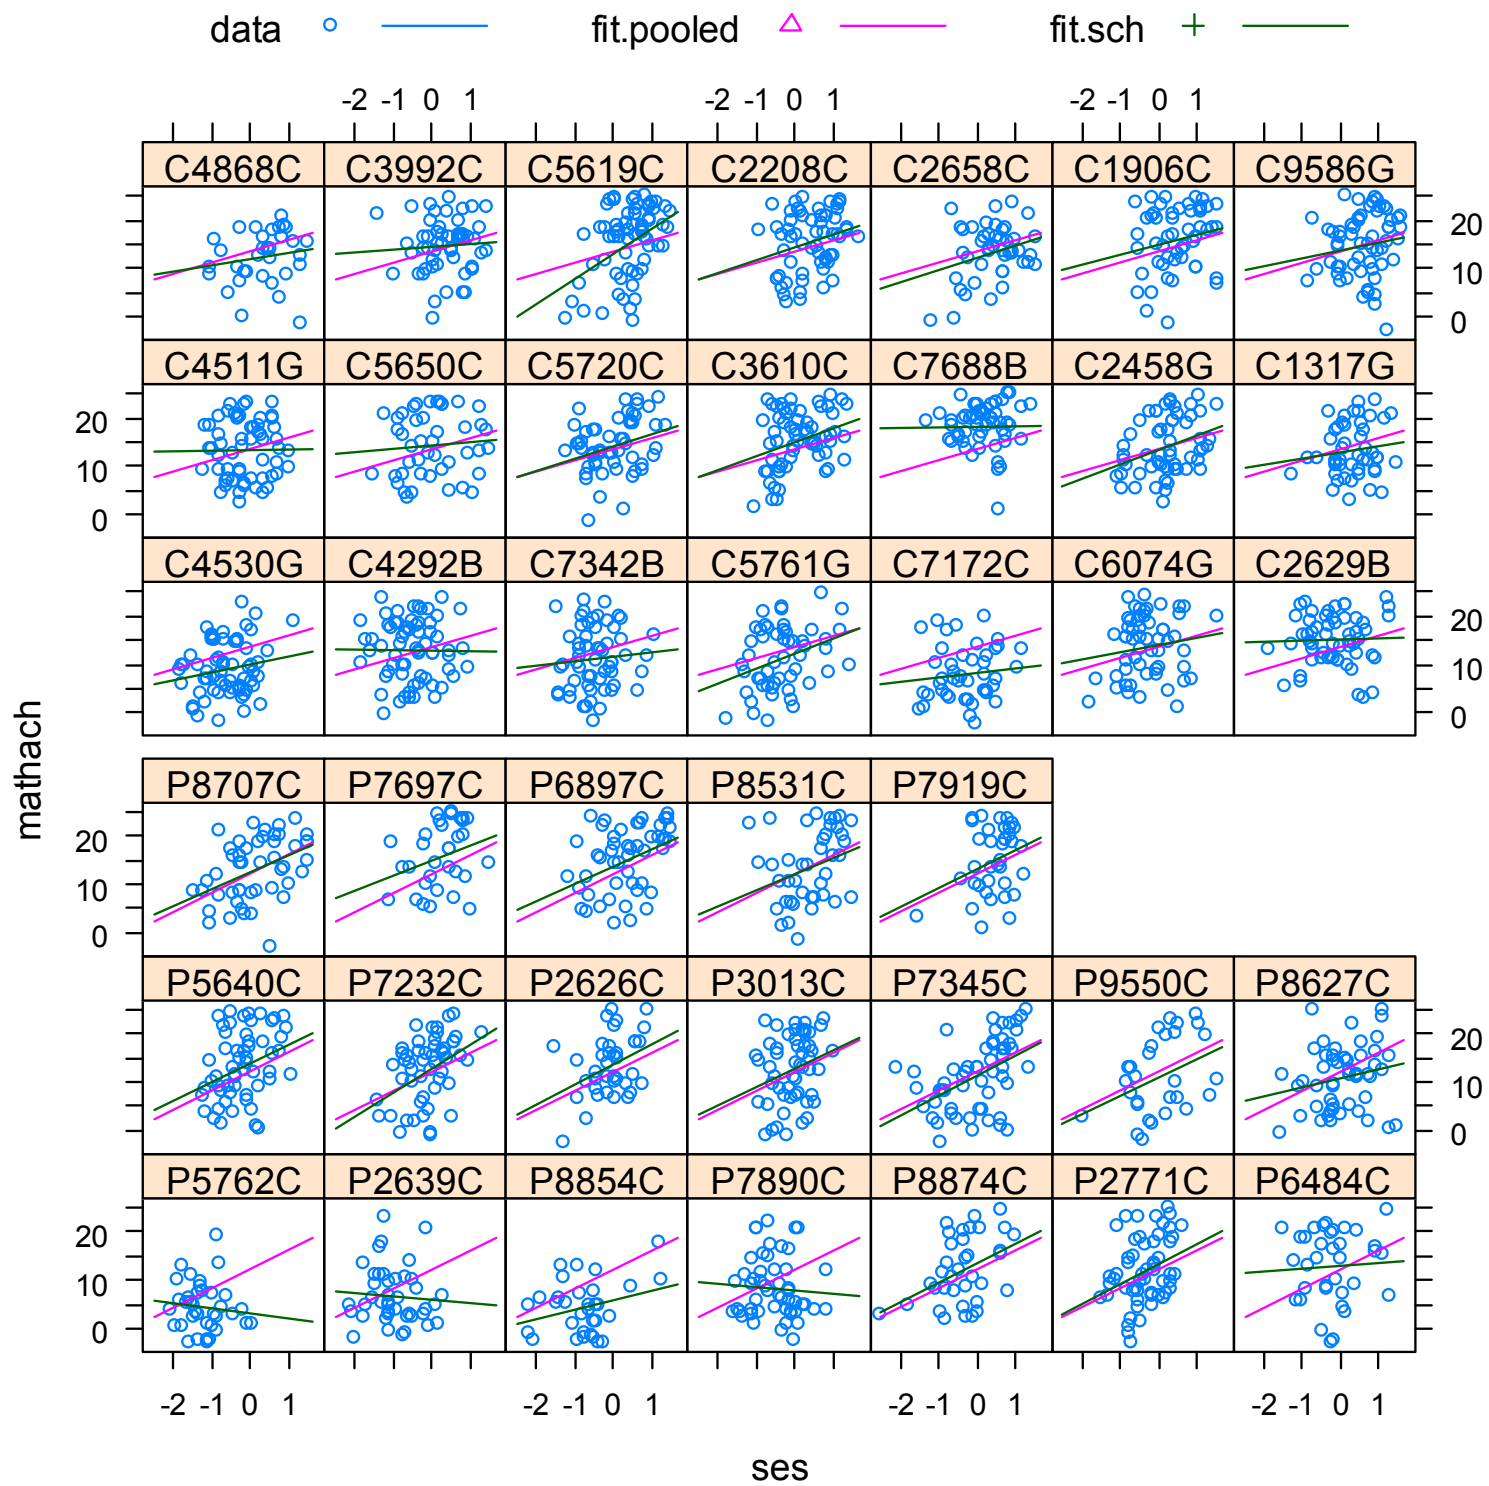 data fit.pooled fit.sch
-2 -1 0 1 -2 -1 0 1 -2 -1 0 1
C4868C C3992C C5619C C2208C C2658C C1906C C9586G
20
10
0
C4511G C5650C C5720C C3610C C7688B C2458G C1317G
20
10
0
C4530G C4292B C7342B C5761G C7172C C6074G C2629B
20
10
0
mathach
P8707C P7697C P6897C P8531C P7919C
20
10
0
P5640C P7232C P2626C P3013C P7345C P9550C P8627C
20
10
0
P5762C P2639C P8854C P7890C P8874C P2771C P6484C
20
10
0
-2 -1 0 1 -2 -1 0 1 -2 -1 0 1 -2 -1 0 1
ses